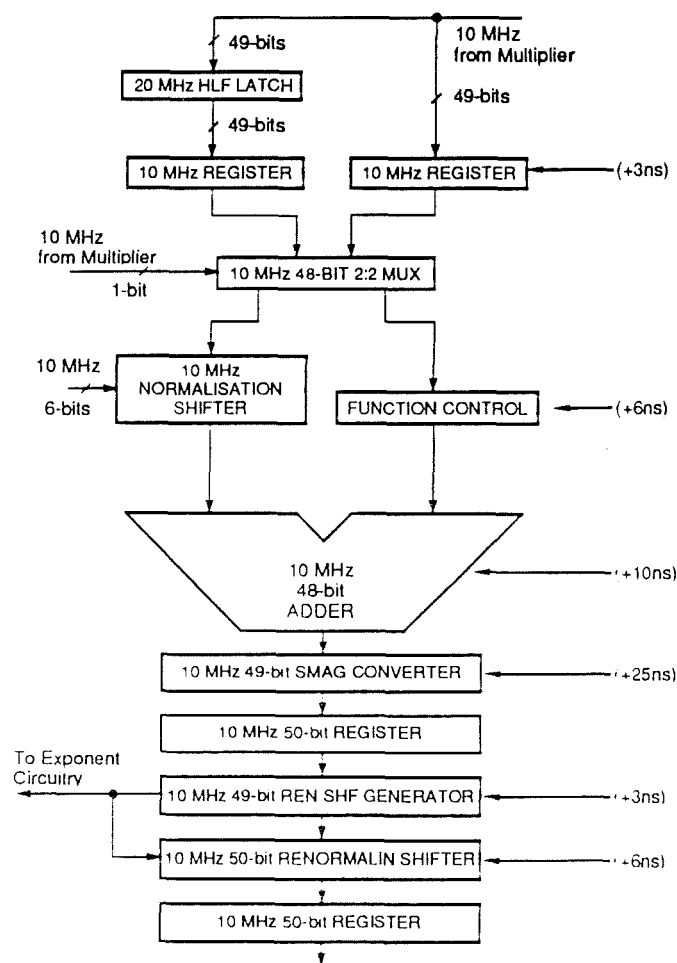 49-bits
10 MHz
from Multiplier
20 MHz HLF LATCH
49-bits
49-bits
10 MHz REGISTER
10 MHz REGISTER
(+3ns)
10 MHz
from Multiplier
1-bit
10 MHz 48-BIT 2:2 MUX
10 MHz
6-bits
10 MHz
NORMALISATION
SHIFTER
FUNCTION CONTROL
(+6ns)
10 MHz
48-bit
ADDER
(+10ns)
10 MHz 49-bit SMAG CONVERTER
(+25ns)
10 MHz 50-bit REGISTER
To Exponent
Circuitry
10 MHz 49-bit REN SHF GENERATOR
(+3ns)
10 MHz 50-bit RENORMALIN SHIFTER
(+6ns)
10 MHz 50-bit REGISTER